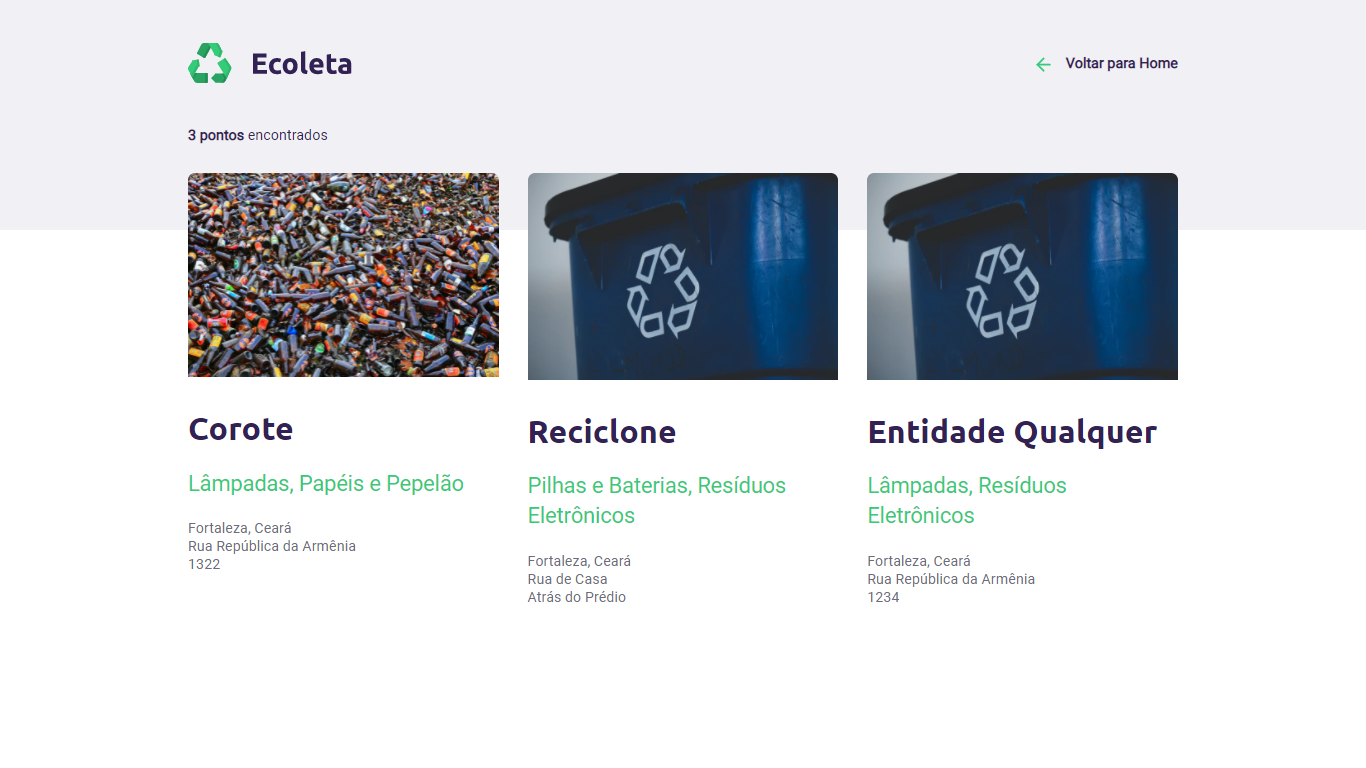 Ecoleta
Voltar para Home
3 pontos encontrados
Corote
Lâmpadas, Papéis e Pepelão
Fortaleza, Ceará
Rua República da Armênia
1322
Reciclone
Pilhas e Baterias, Resíduos
Eletrônicos
Fortaleza, Ceará
Rua de Casa
Atrás do Prédio
Entidade Qualquer
Lâmpadas, Resíduos
Eletrônicos
Fortaleza, Ceará
Rua República da Armênia
1234